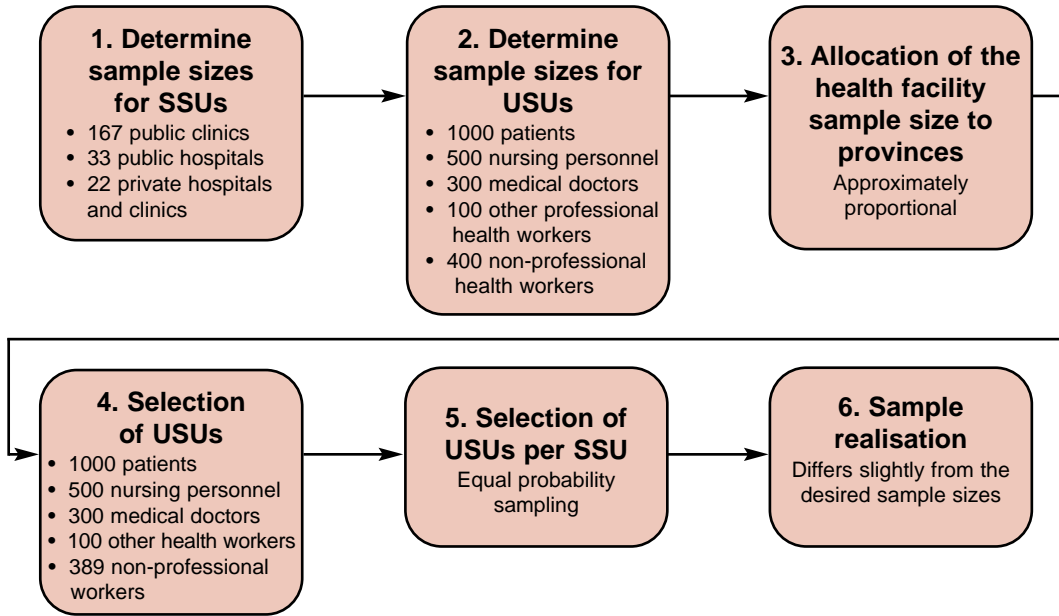 1. Determine
sample sizes
for SSUs
• 167 public clinics
• 33 public hospitals
• 22 private hospitals
and clinics
2. Determine
sample sizes for
USUs
• 1000 patients
• 500 nursing personnel
• 300 medical doctors
• 100 other professional
health workers
• 400 non-professional
health workers
3. Allocation of the
health facility
sample size to
provinces
Approximately
proportional
4. Selection
of USUs
• 1000 patients
• 500 nursing personnel
• 300 medical doctors
• 100 other health workers
• 389 non-professional
workers
5. Selection of
USUs per SSU
Equal probability
sampling
6. Sample
realisation
Differs slightly from the
desired sample sizes